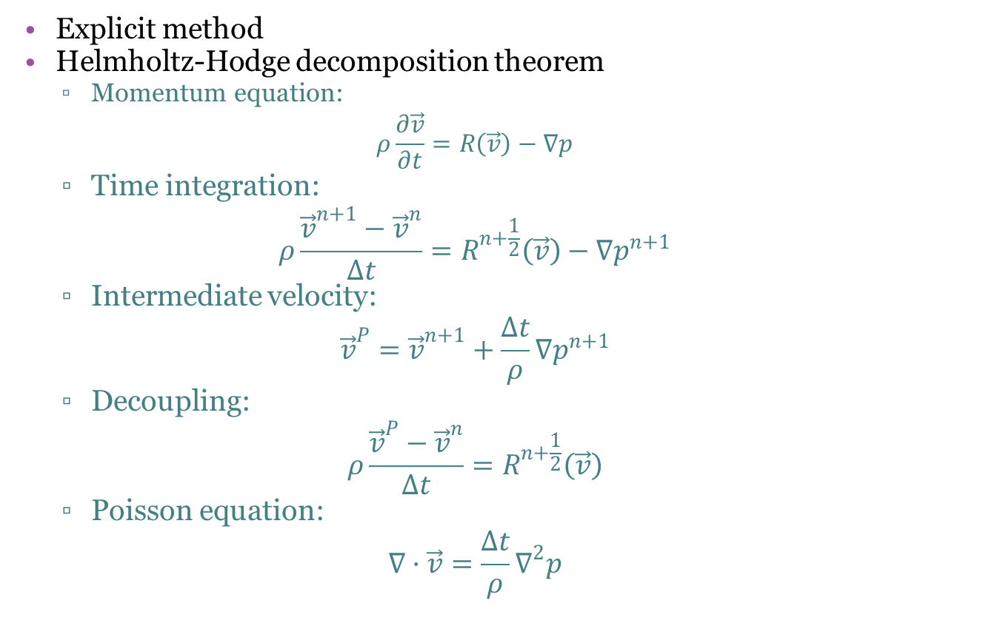 • Explicit method
• Helmholtz-Hodge decomposition theorem
▫ Momentum equation:
$\rho \frac{\partial \vec{v}}{\partial t} = R(\vec{v}) - \nabla p$
▫ Time integration:
$\rho \frac{\vec{v}^{n+1} - \vec{v}^{n}}{\Delta t} = R^{n+\frac{1}{2}}(\vec{v}) - \nabla p^{n+1}$
▫ Intermediate velocity:
$\vec{v}^{P} = \vec{v}^{n+1} + \frac{\Delta t}{\rho} \nabla p^{n+1}$
▫ Decoupling:
$\rho \frac{\vec{v}^{P} - \vec{v}^{n}}{\Delta t} = R^{n+\frac{1}{2}}(\vec{v})$
▫ Poisson equation:
$\nabla \cdot \vec{v} = \frac{\Delta t}{\rho} \nabla^{2} p$